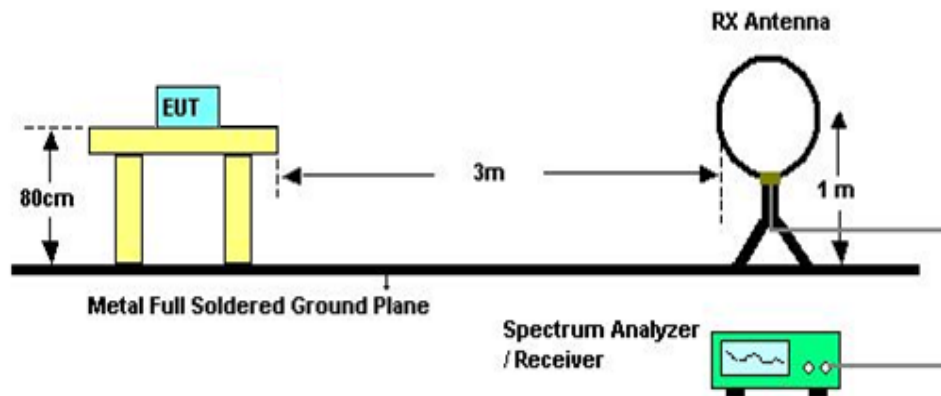 RX Antenna
EUT
80cm
3m
1 m
Metal Full Soldered Ground Plane
Spectrum Analyzer
/ Receiver